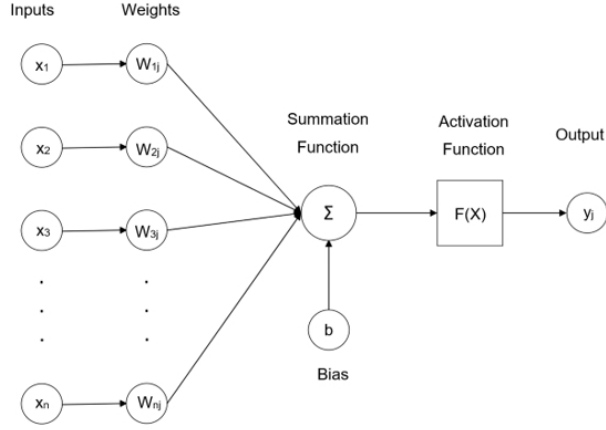 Inputs
Weights
x1
W1j
x2
W2j
x3
W3j
.
.
.
.
.
.
xn
Wnj
Summation
Function
Σ
b
Bias
Activation
Function
F(X)
Output
yj